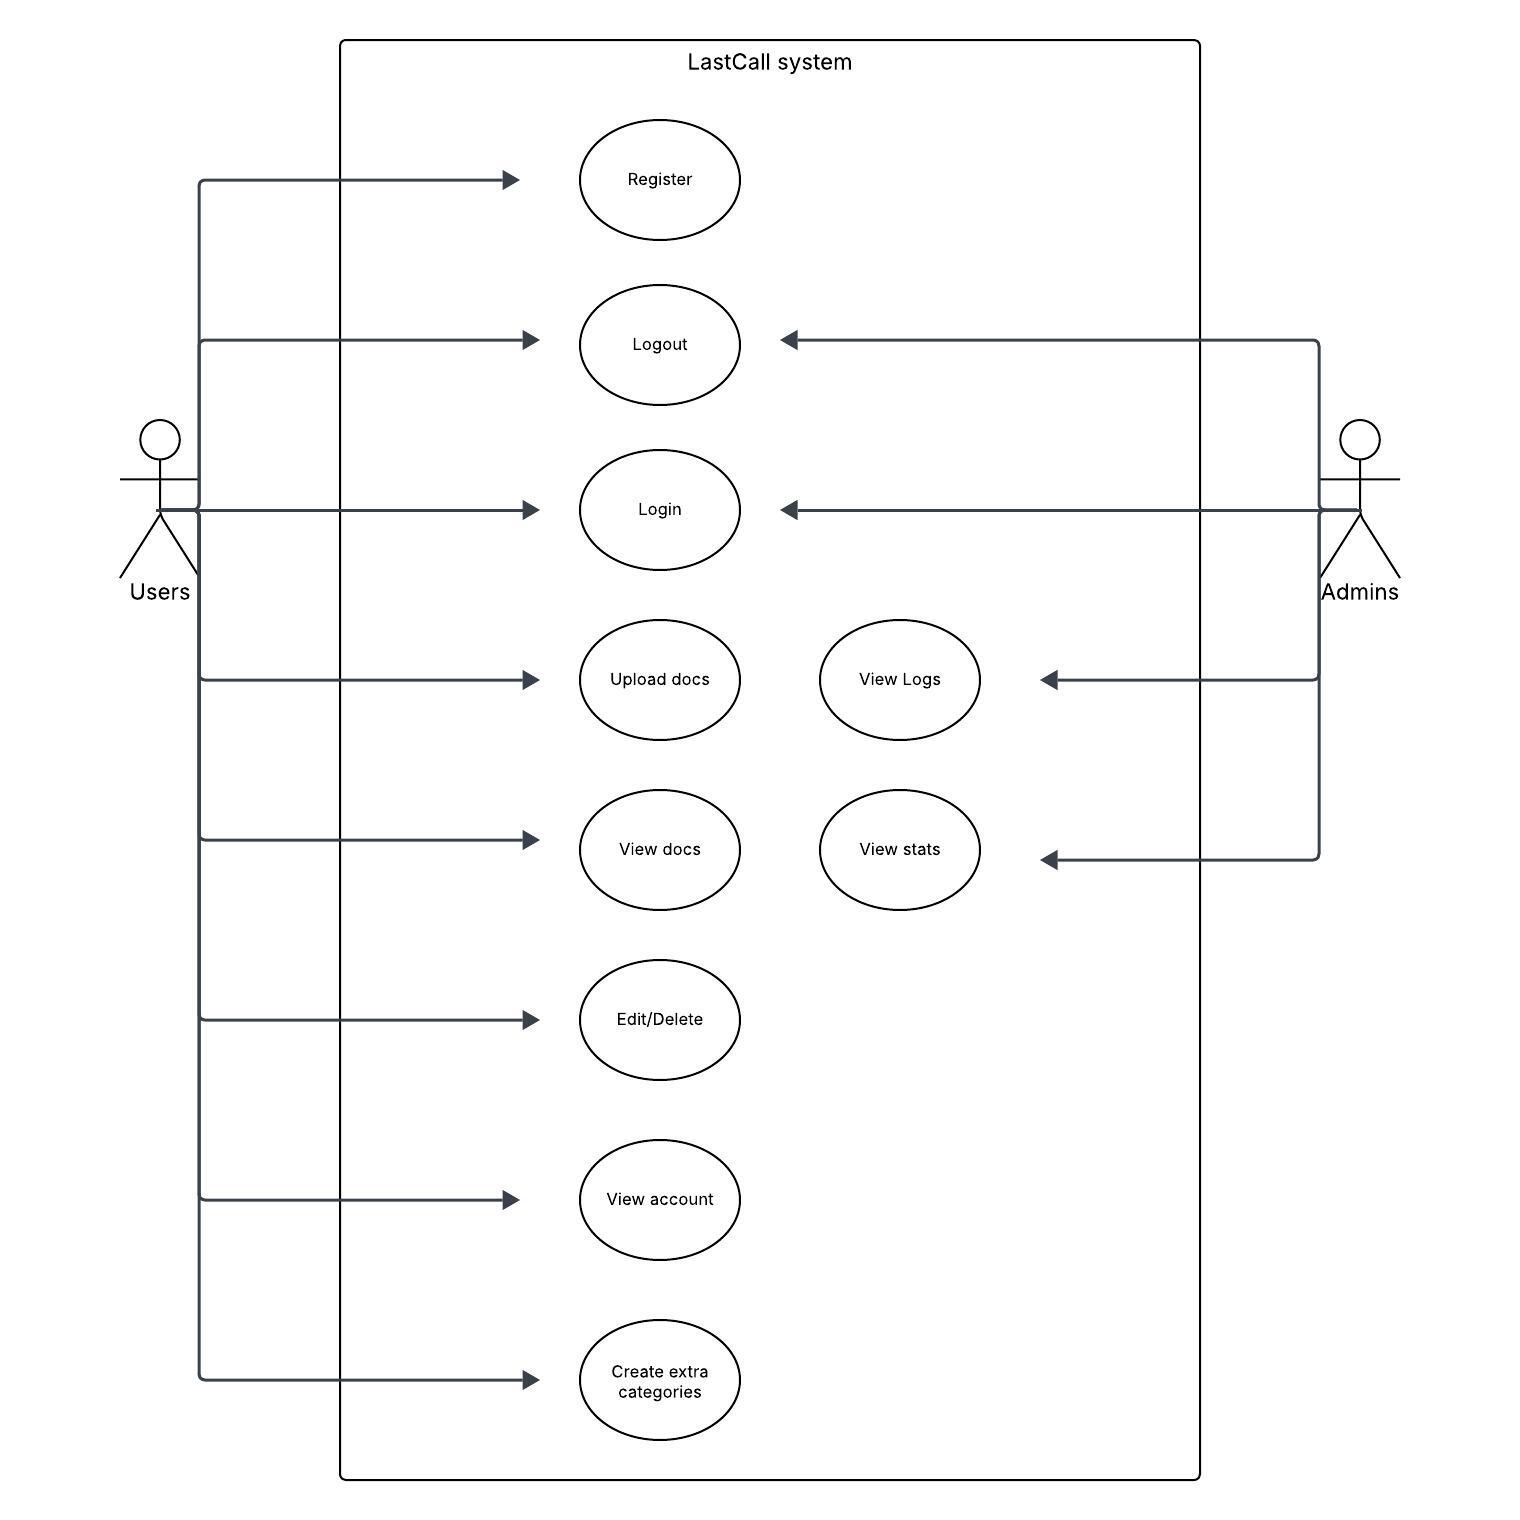 LastCall system
Register
Logout
Login
Users
Admins
Upload docs
View Logs
View docs
View stats
Edit/Delete
View account
Create extra
categories